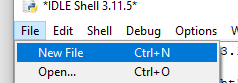 *IDLE Shell 3.11.5*
File Edit Shell Debug Options
New File Ctrl+N
Open... Ctrl+O